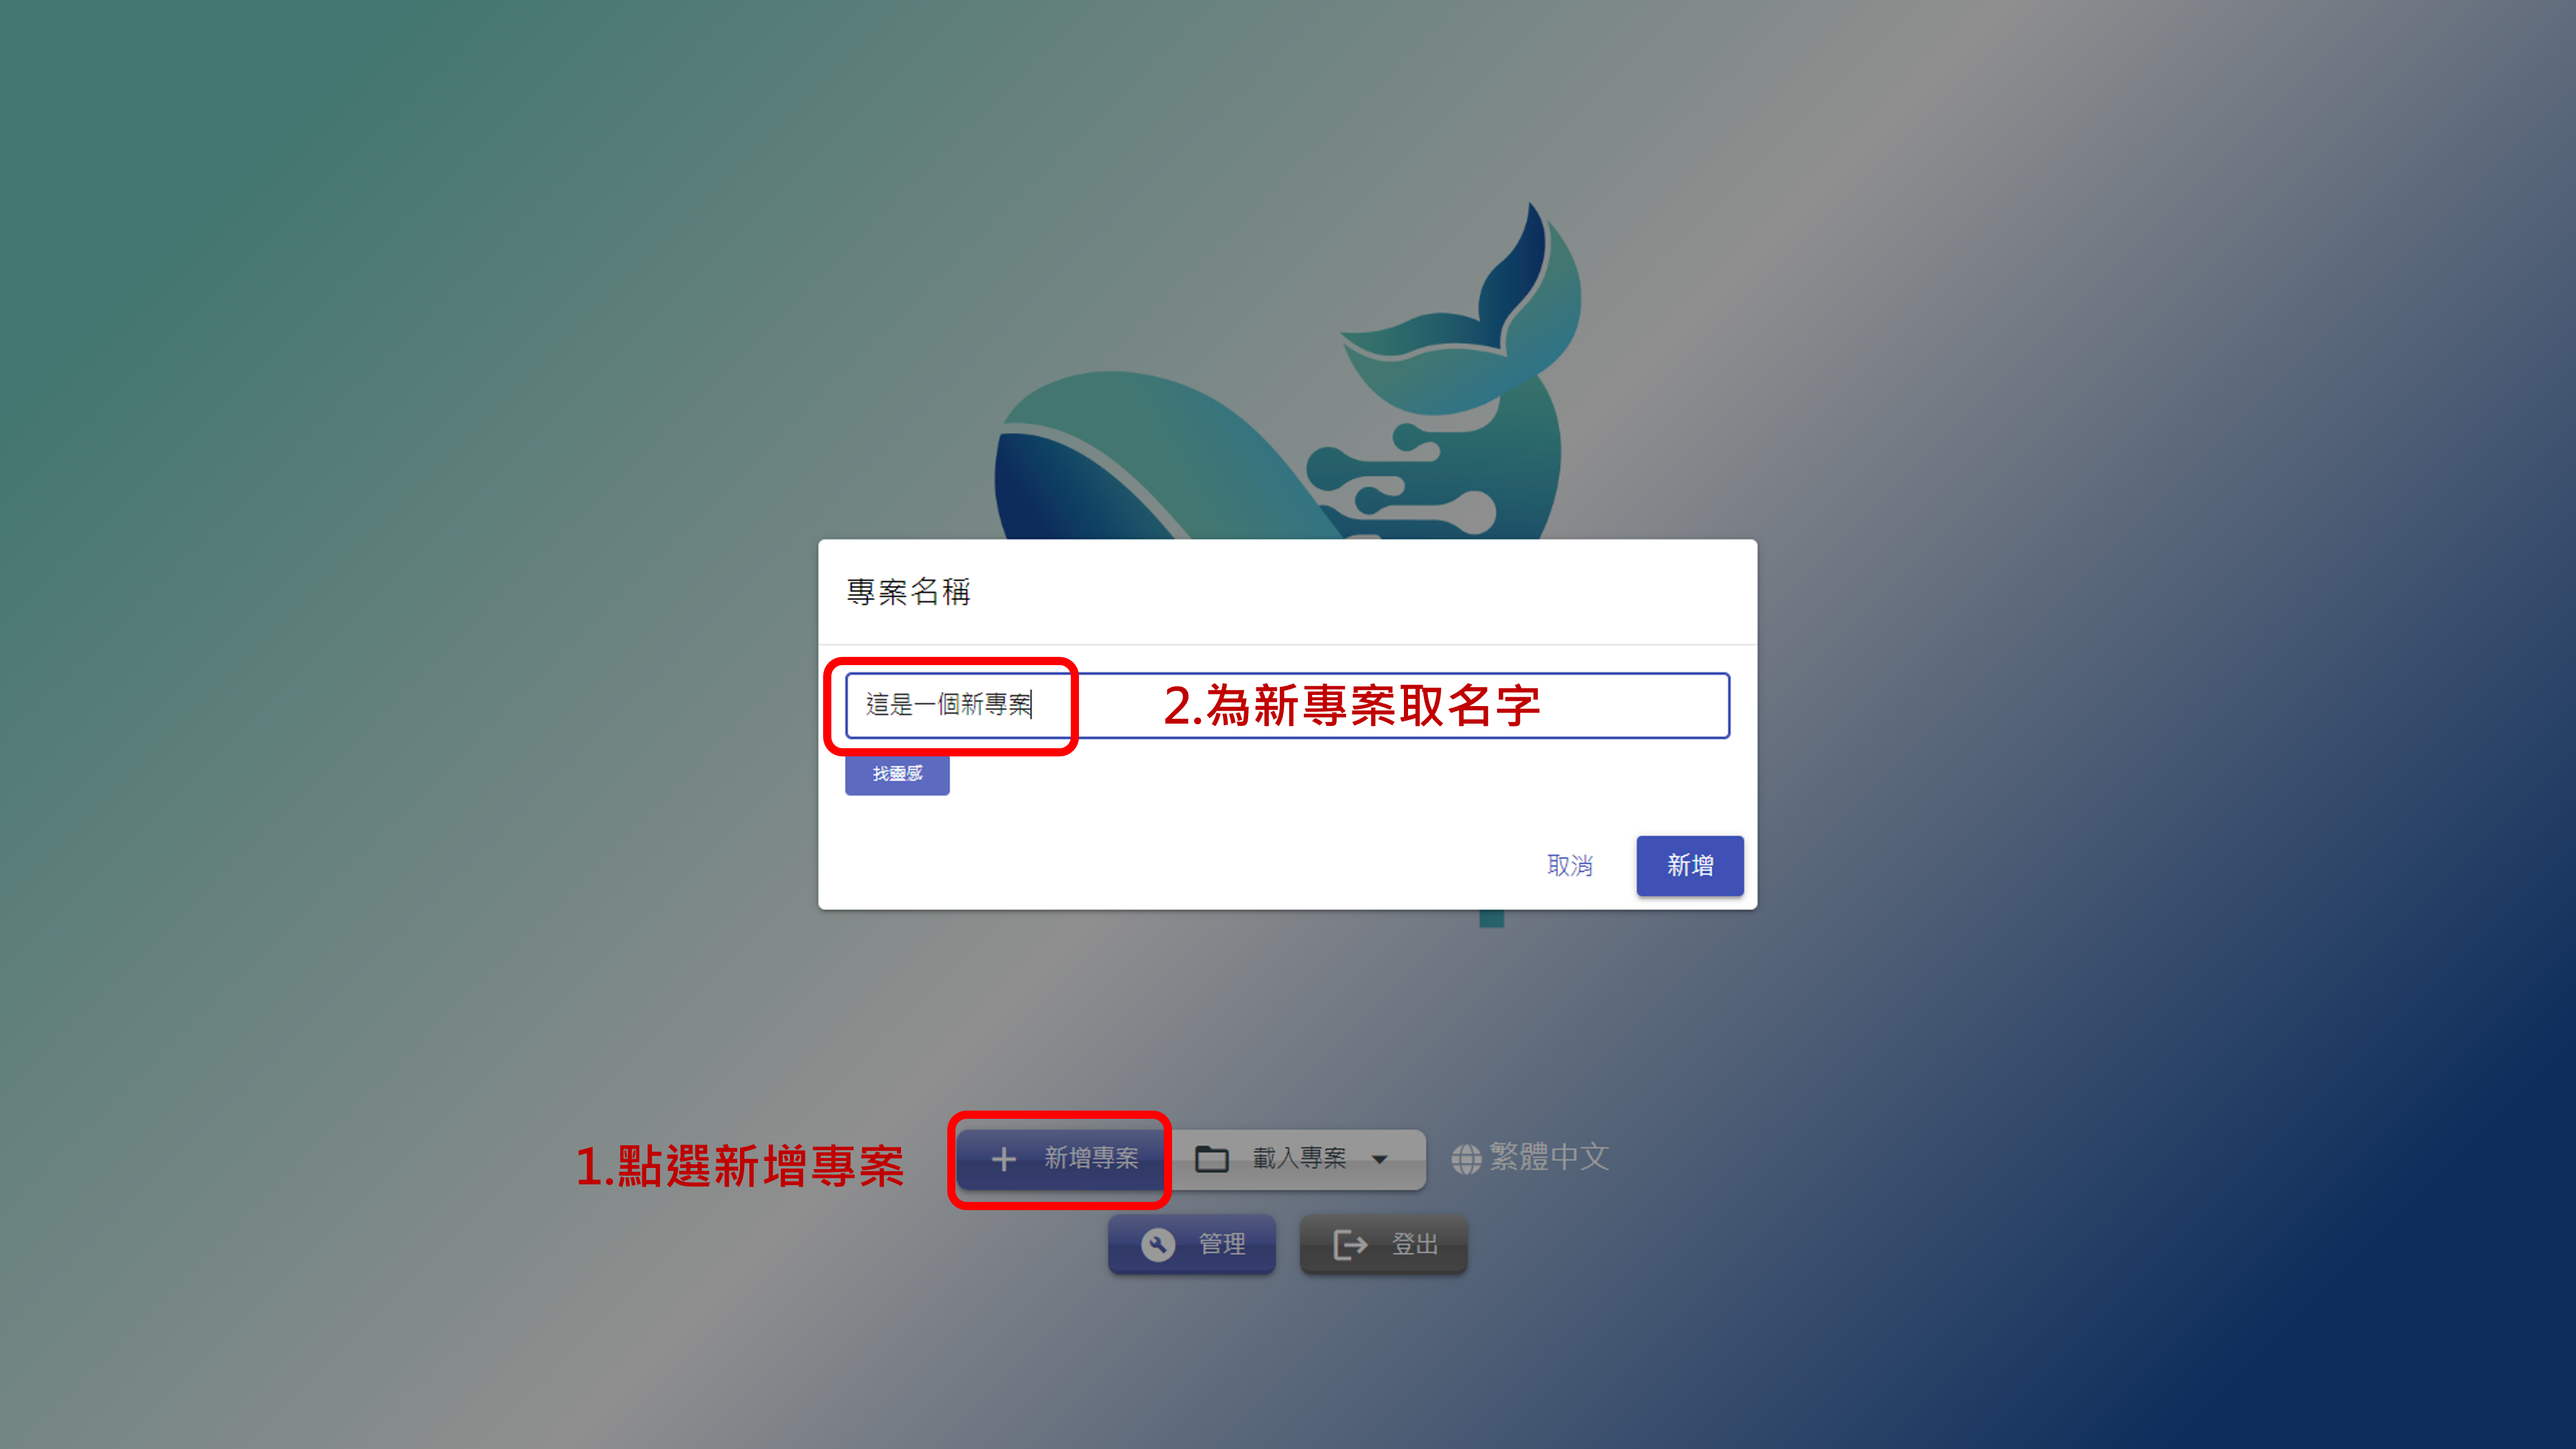 專案名稱
這是一個新專案
2.為新專案取名字
找靈感
取消
新增
1.點選新增專案
新增專案
載入專案
繁體中文
管理
登出